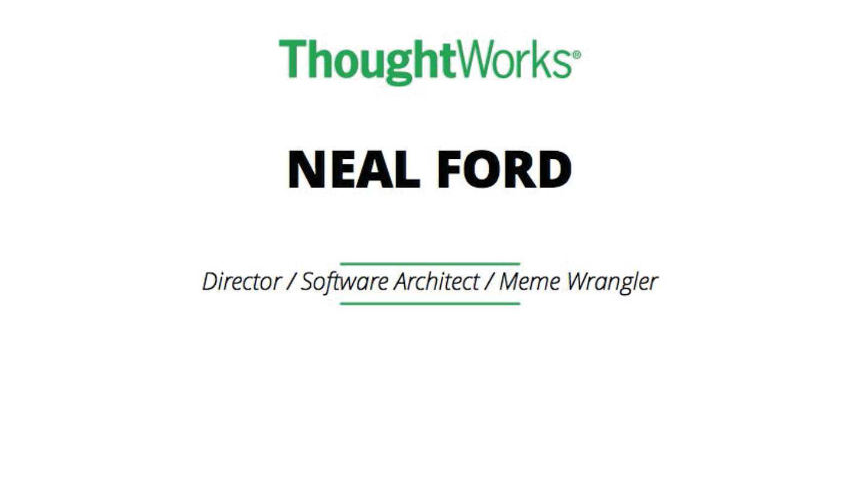 ThoughtWorks®
NEAL FORD
Director / Software Architect / Meme Wrangler